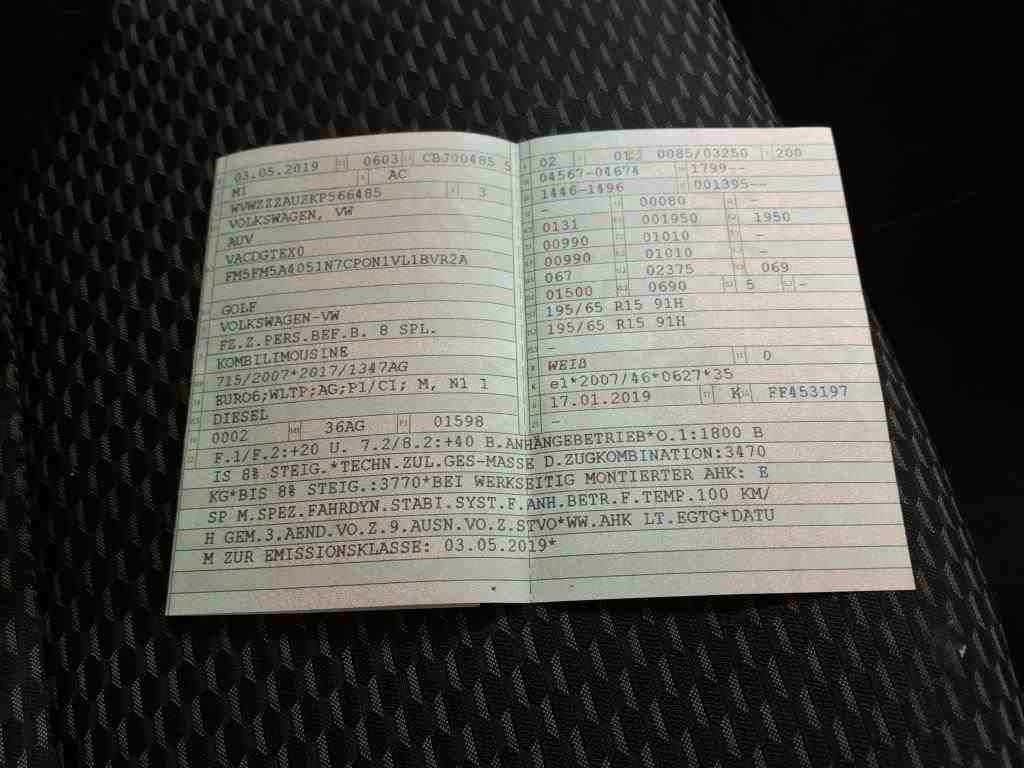 03.05.2019 0603 CBJ00485 5
M1 AC
WVWZZZAUZKP566485 3
VOLKSWAGEN, VW
AUV
VACDGTEX0
FM5FM5A4051N7CPON1VL1BVR2A
GOLF
VOLKSWAGEN-VW
FZ.Z.PERS.BEF.B. 8 SPL.
KOMBILIMOUSINE
715/2007*2017/1347AG
EURO6;WLTP;AG;PI/CI; M, N1 I
DIESEL
0002 36AG 01598
02 0085/03250 200
04567-04674 1799--
1446-1496 001395--
- 00080 -
0131 001950 1950
00990 01010 -
00990 01010 -
067 02375 069
01500 0690 5 -
195/65 R15 91H
195/65 R15 91H
-
WEIß 0
e1*2007/46*0627*35
17.01.2019 K FF453197
-
F.1/F.2:+20 U. 7.2/8.2:+40 B.ANHÄNGEBETRIEB*O.1:1800 B
IS 8% STEIG.*TECHN.ZUL.GES-MASSE D.ZUGKOMBINATION:3470
KG*BIS 8% STEIG.:3770*BEI WERKSEITIG MONTIERTER AHK: E
SP M.SPEZ.FAHRDYN.STABI.SYST.F.ANH.BETR.F.TEMP.100 KM/
H GEM.3.AEND.VO.Z.9.AUSN.VO.Z.STVO*WW.AHK LT.EGTG*DATU
M ZUR EMISSIONSKLASSE: 03.05.2019*